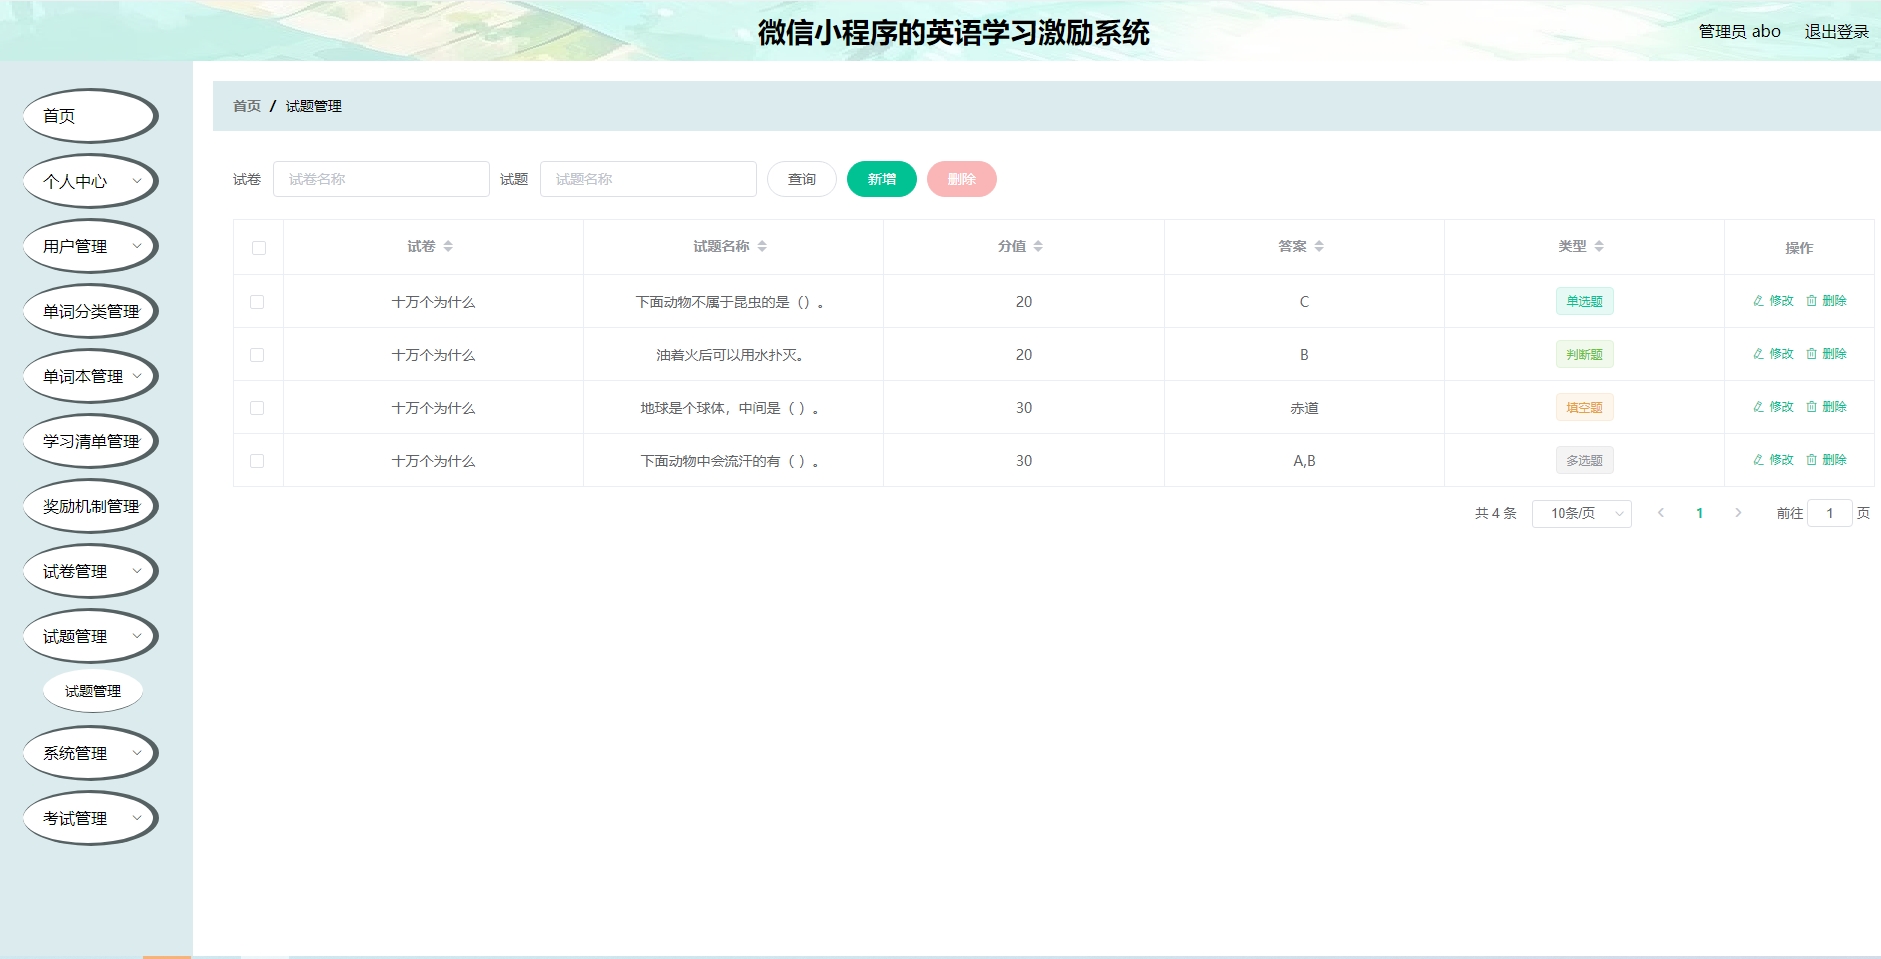 微信小程序的英语学习激励系统
管理员 abo 退出登录
首页
个人中心
用户管理
单词分类管理
单词本管理
学习清单管理
奖励机制管理
试卷管理
试题管理
试题管理
系统管理
考试管理
首页 / 试题管理
试卷 试卷名称 试题 试题名称 查询 新增 删除
试卷 试题名称 分值 答案 类型 操作
十万个为什么 下面动物不属于昆虫的是（）。 20 C 单选题 修改 删除
十万个为什么 油着火后可以用水扑灭。 20 B 判断题 修改 删除
十万个为什么 地球是个球体，中间是（ ）。 30 赤道 填空题 修改 删除
十万个为什么 下面动物中会流汗的有（ ）。 30 A,B 多选题 修改 删除
共 4 条 10条/页 1 前往 1 页